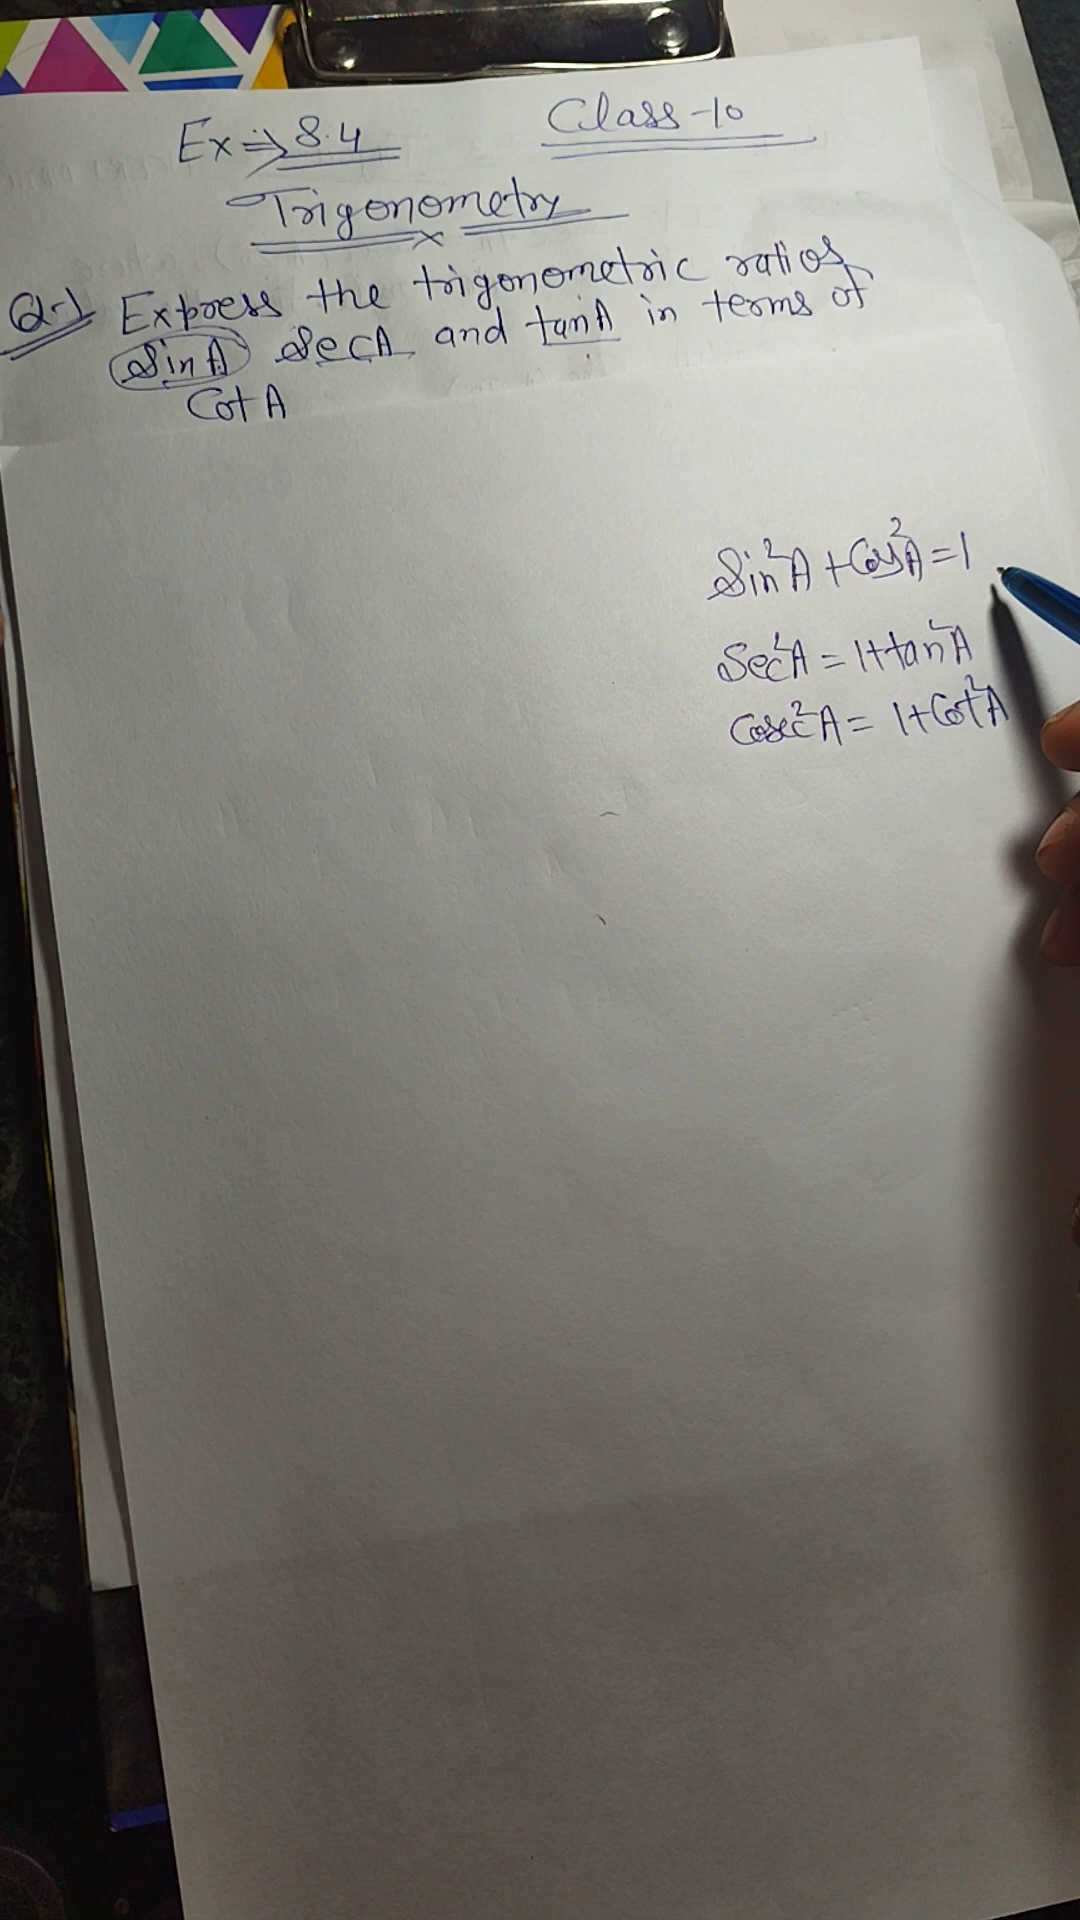 Ex⇒8.4 Class-10
Trigonometry
Q-1 Express the trigonometric ratios
Sin A Sec A and tan A in terms of
Cot A
Sin²A + Cos²A = 1
Sec²A = 1+tan²A
Cosec²A = 1+Cot²A